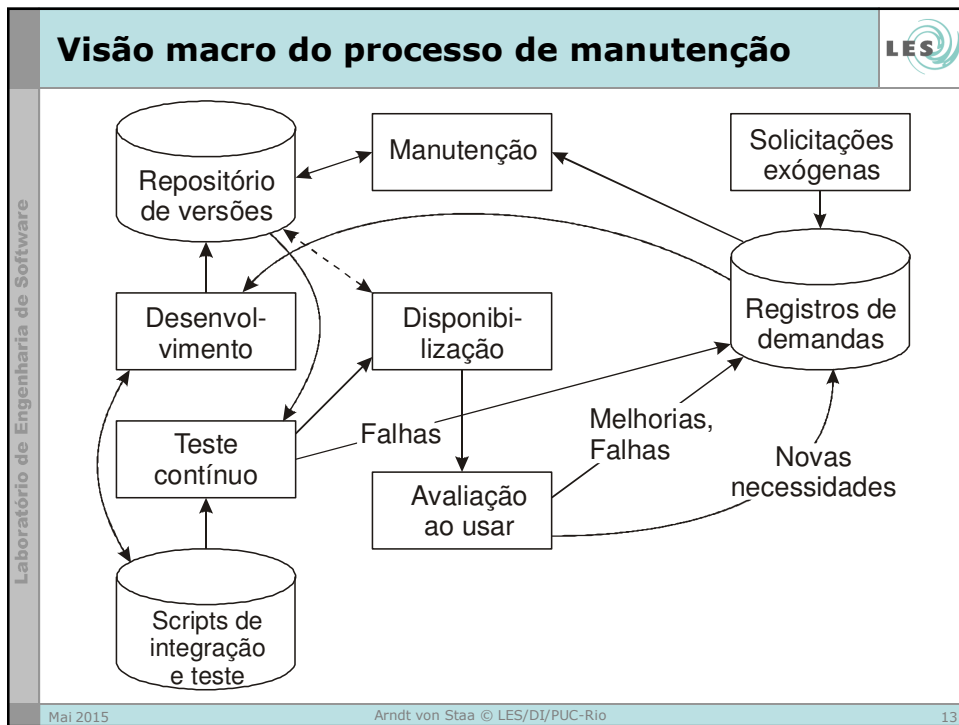 Visão macro do processo de manutenção
LES
Laboratório de Engenharia de Software
Repositório
de versões
Manutenção
Solicitações
exógenas
Desenvol-
vimento
Disponibi-
lização
Registros de
demandas
Teste
contínuo
Falhas
Melhorias,
Falhas
Novas
necessidades
Avaliação
ao usar
Scripts de
integração
e teste
Mai 2015
Arndt von Staa © LES/DI/PUC-Rio
13